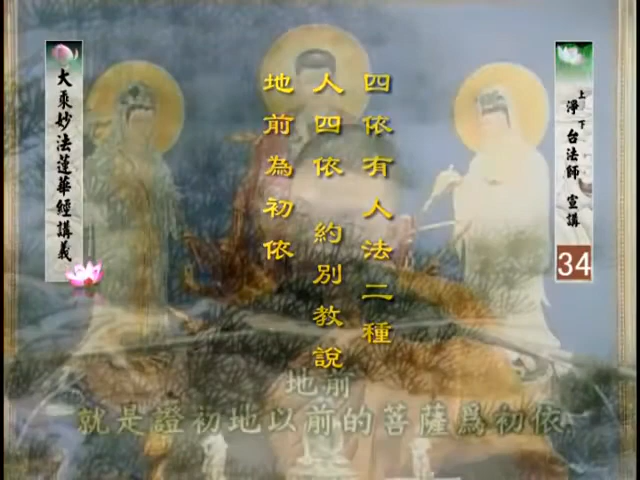 大乘妙法蓮華經講義
四依有人法二種
人四依 約別教說
地前為初依
上淨下台法師 宣講
34
地前
就是證初地以前的菩薩爲初依